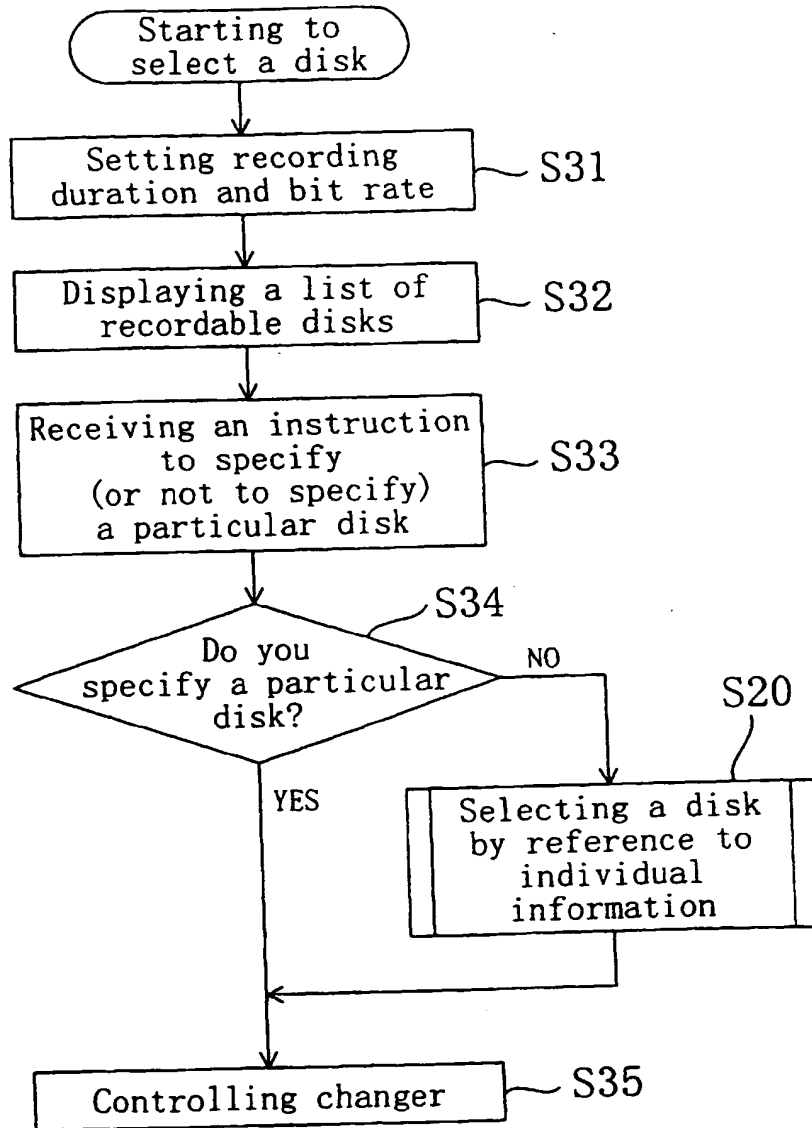 Starting to
select a disk
Setting recording
duration and bit rate
S31
Displaying a list of
recordable disks
S32
Receiving an instruction
to specify
(or not to specify)
a particular disk
S33
S34
Do you
specify a particular
disk?
NO
YES
S20
Selecting a disk
by reference to
individual
information
Controlling changer
S35